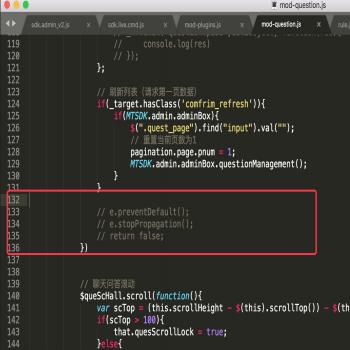 mod-question.js
sdk.admin_v2.js
sdk.live.cmd.js
mod-plugins.js
mod-question.js
119 // console.log(res)
120 // });
121 };
122
123 // 刷新列表（请求第一页数据）
124 if(_target.hasClass('comfrim_refresh')){
125 if(MTSDK.admin.adminBox){
126 $(".quest_page").find("input").val("");
127 // 重置当前页数为1
128 pagination.page.pnum = 1;
129 MTSDK.admin.adminBox.questionManagement();
130 }
131 }
132
133 // e.preventDefault();
134 // e.stopPropagation();
135 // return false;
136 })
137
138
139 // 聊天问答滚动
140 $queScHall.scroll(function(){
141 var scTop = (this.scrollHeight - $(this).scrollTop()) - $(th
142 if(scTop > 100){
143 that.quesScrollLock = true;
144 }else{